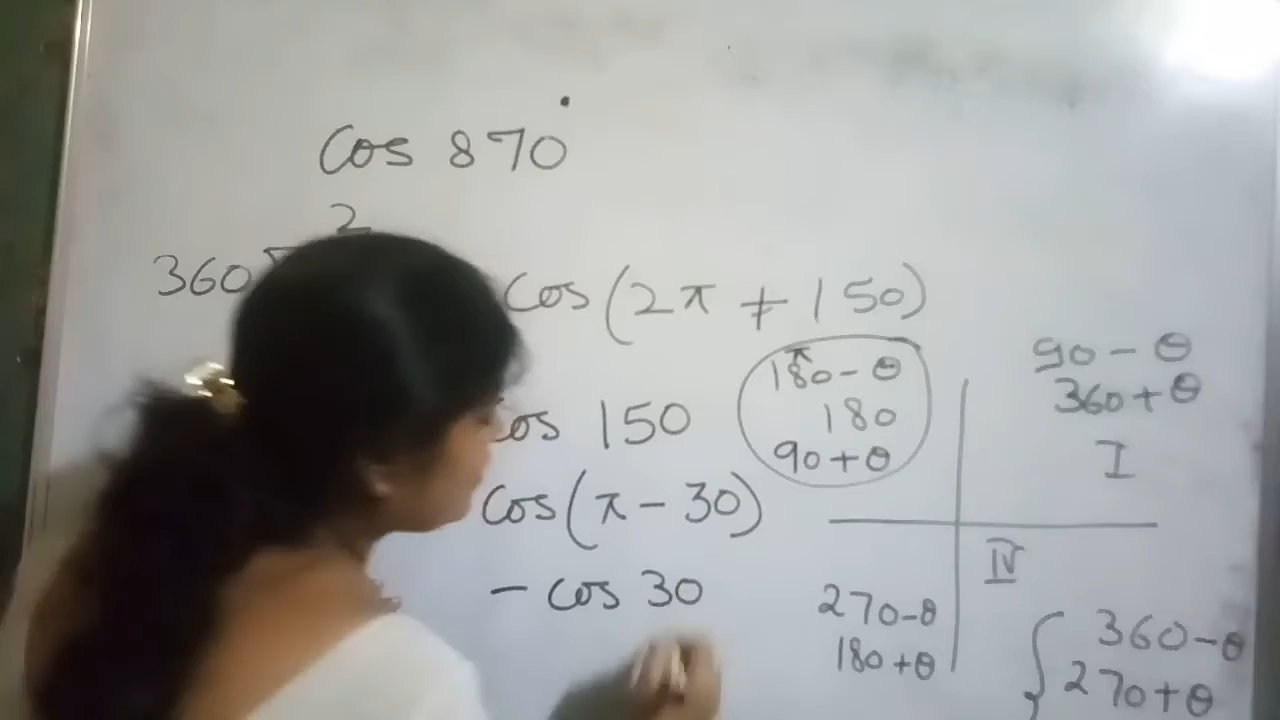 cos 870°
2
360
cos(2π + 150)
180 - θ
π
180
90 + θ
90 - θ
360 + θ
I
cos 150
cos(π - 30)
- cos 30
IV
270 - θ
180 + θ
360 - θ
270 + θ